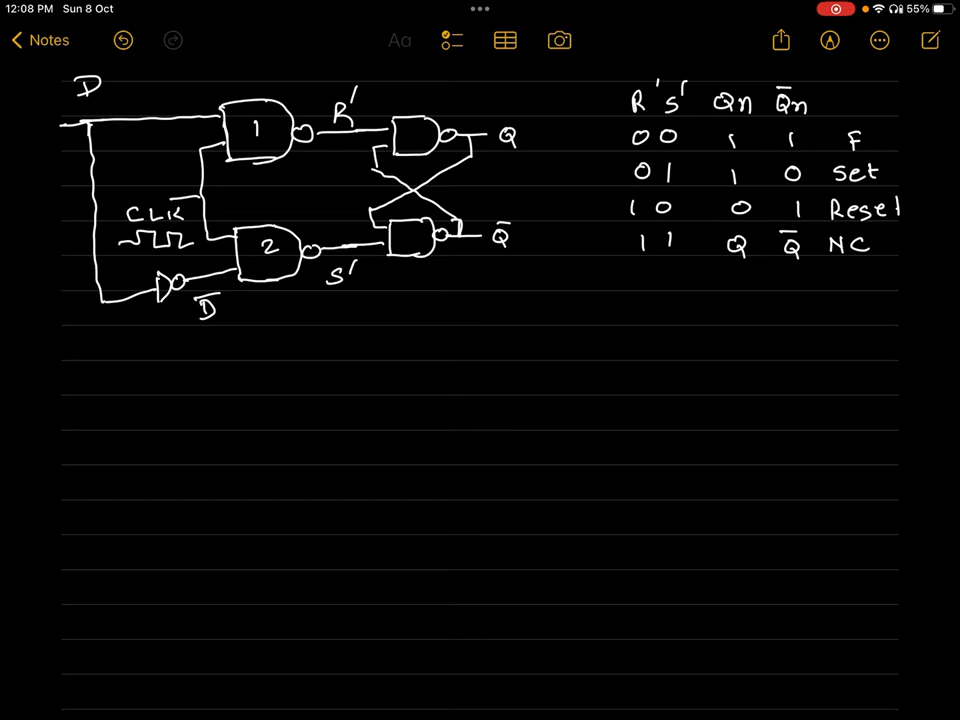 12:08 PM Sun 8 Oct
55%
Notes
Aa
D
1
R'
Q
CLK
2
S'
Q̅
D̅
R' S' Qn Q̅n
0 0 1 1 F
0 1 1 0 Set
1 0 0 1 Reset
1 1 Q Q̅ NC